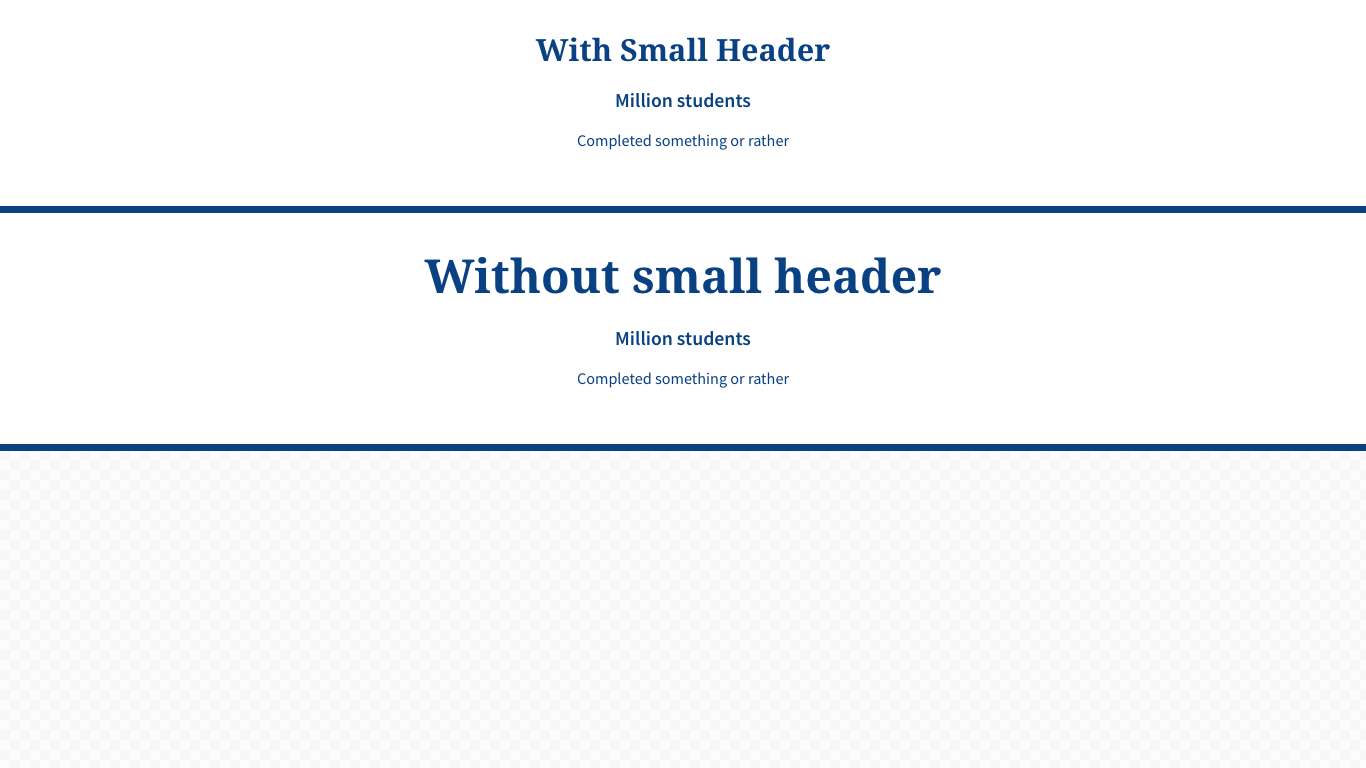 With Small Header
Million students
Completed something or rather
Without small header
Million students
Completed something or rather